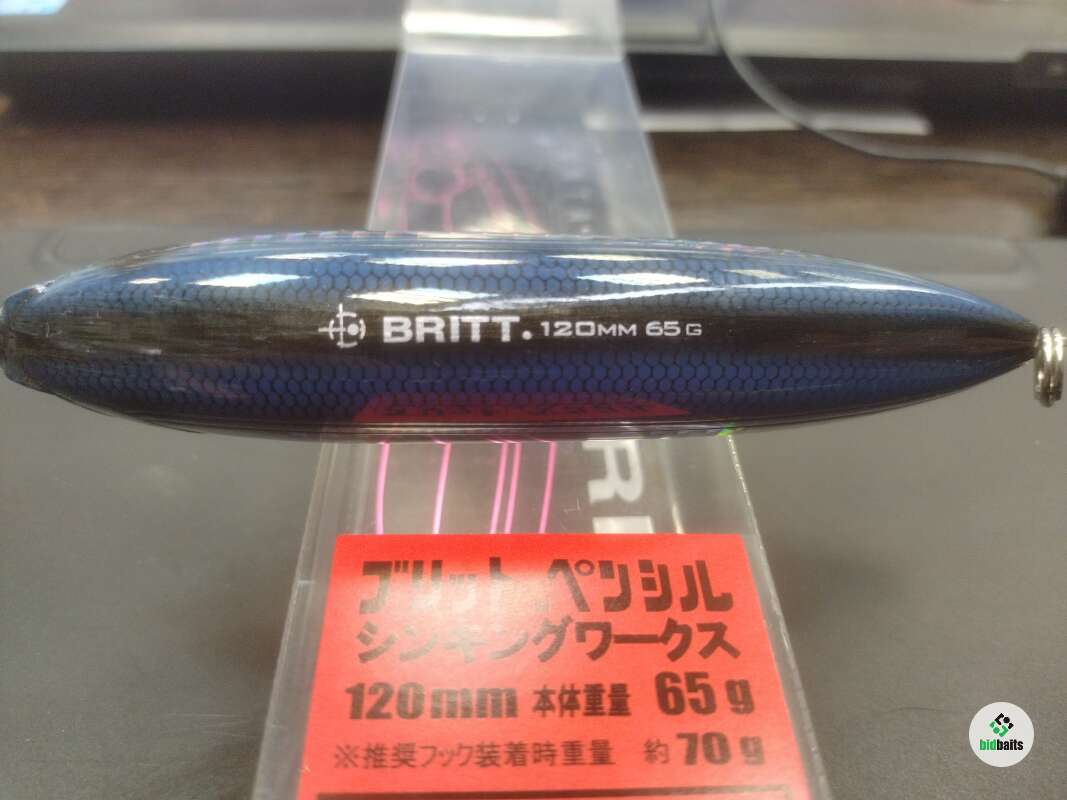 BRITT. 120MM 65G
RI
ブリット ペンシル
シンキングワークス
120mm 本体重量 65g
※推奨フック装着時重量 約70g
bidbaits